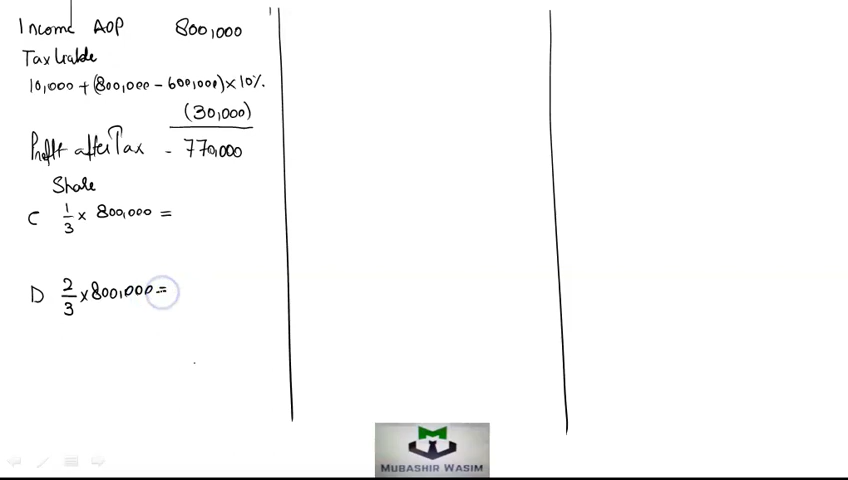 Income AOP 800,000
Tax liable
10,000 + (800,000 - 600,000) × 10%.
(30,000)
Profit after Tax - 770,000
Share
C 1/3 × 800,000 =
D 2/3 × 800,000 =
MUBASHIR WASIM